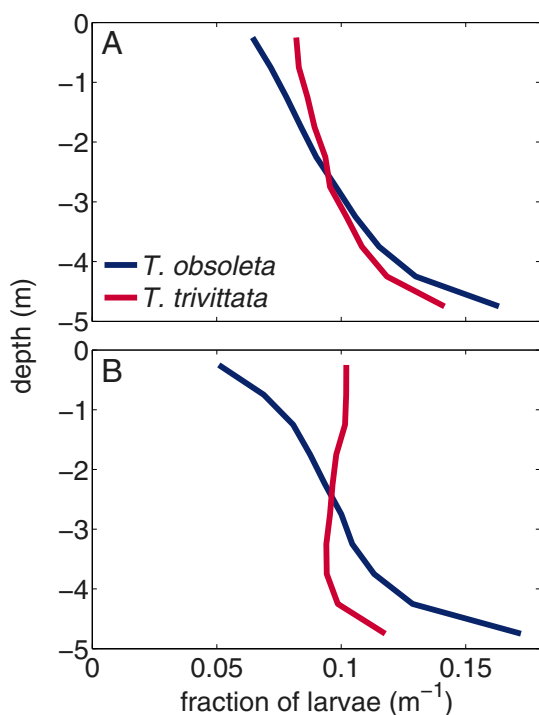 0
A
−1
−2
−3
T. obsoleta
−4
T. trivittata
−5
depth (m)
0
B
−1
−2
−3
−4
−5
0 0.05 0.1 0.15
fraction of larvae (m⁻¹)